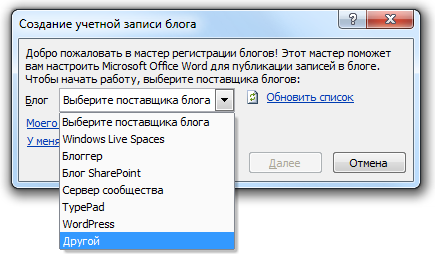 Создание учетной записи блога
Добро пожаловать в мастер регистрации блогов! Этот мастер поможет
вам настроить Microsoft Office Word для публикации записей в блоге.
Чтобы начать работу, выберите поставщика блогов:
Блог Выберите поставщика блога Обновить список
Моего
У меня
Выберите поставщика блога
Windows Live Spaces
Блоггер
Блог SharePoint
Сервер сообщества
TypePad
WordPress
Другой
Далее Отмена